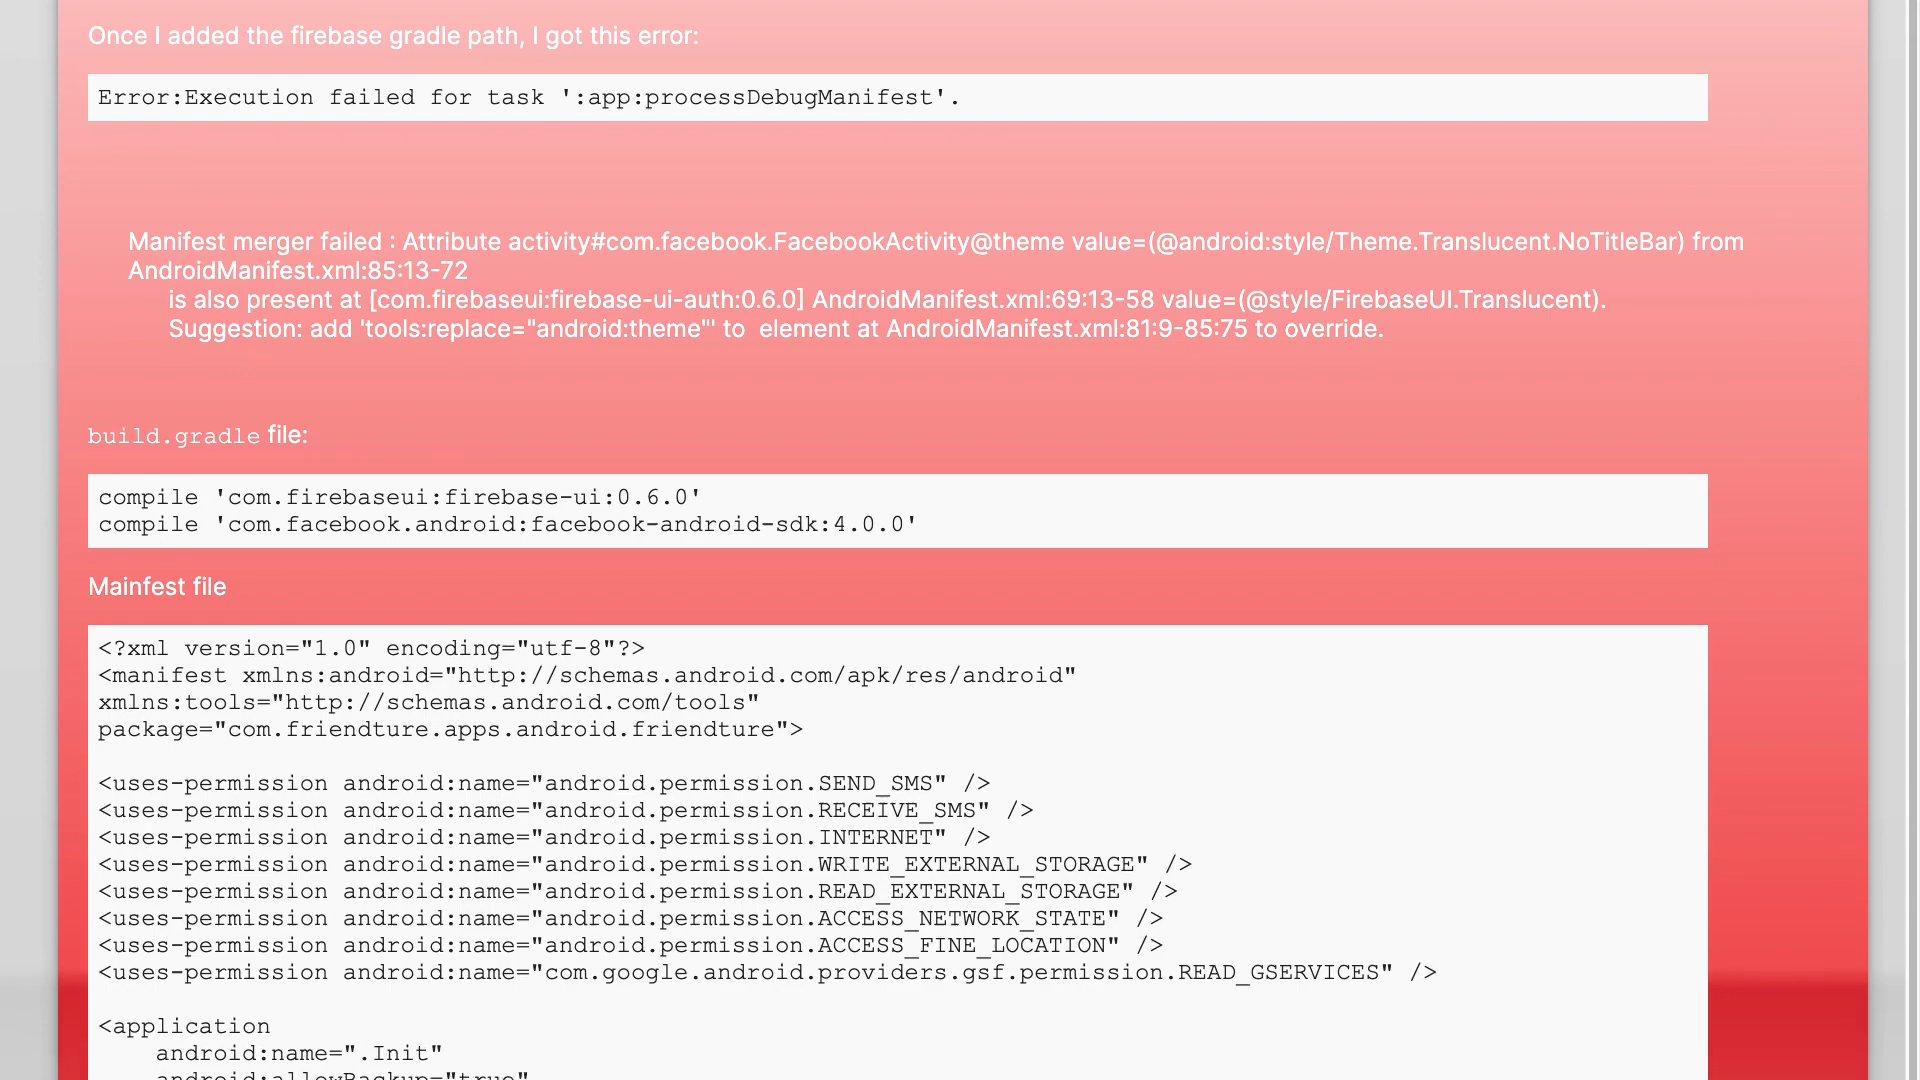 Once I added the firebase gradle path, I got this error:
Error:Execution failed for task ':app:processDebugManifest'.
Manifest merger failed : Attribute activity#com.facebook.FacebookActivity@theme value=(@android:style/Theme.Translucent.NoTitleBar) from
AndroidManifest.xml:85:13-72
is also present at [com.firebaseui:firebase-ui-auth:0.6.0] AndroidManifest.xml:69:13-58 value=(@style/FirebaseUI.Translucent).
Suggestion: add 'tools:replace="android:theme"' to  element at AndroidManifest.xml:81:9-85:75 to override.
build.gradle file:
compile 'com.firebaseui:firebase-ui:0.6.0'
compile 'com.facebook.android:facebook-android-sdk:4.0.0'
Mainfest file
<?xml version="1.0" encoding="utf-8"?>
<manifest xmlns:android="http://schemas.android.com/apk/res/android"
xmlns:tools="http://schemas.android.com/tools"
package="com.friendture.apps.android.friendture">
<uses-permission android:name="android.permission.SEND_SMS" />
<uses-permission android:name="android.permission.RECEIVE_SMS" />
<uses-permission android:name="android.permission.INTERNET" />
<uses-permission android:name="android.permission.WRITE_EXTERNAL_STORAGE" />
<uses-permission android:name="android.permission.READ_EXTERNAL_STORAGE" />
<uses-permission android:name="android.permission.ACCESS_NETWORK_STATE" />
<uses-permission android:name="android.permission.ACCESS_FINE_LOCATION" />
<uses-permission android:name="com.google.android.providers.gsf.permission.READ_GSERVICES" />
<application
android:name=".Init"
android:allowBackup="true"